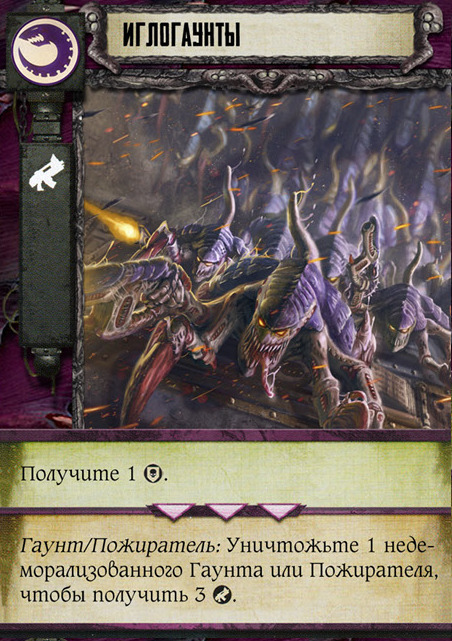 ИГЛОГАУНТЫ
Получите 1 .
Гаунт/Пожиратель: Уничтожьте 1 неде-
морализованного Гаунта или Пожирателя,
чтобы получить 3 .